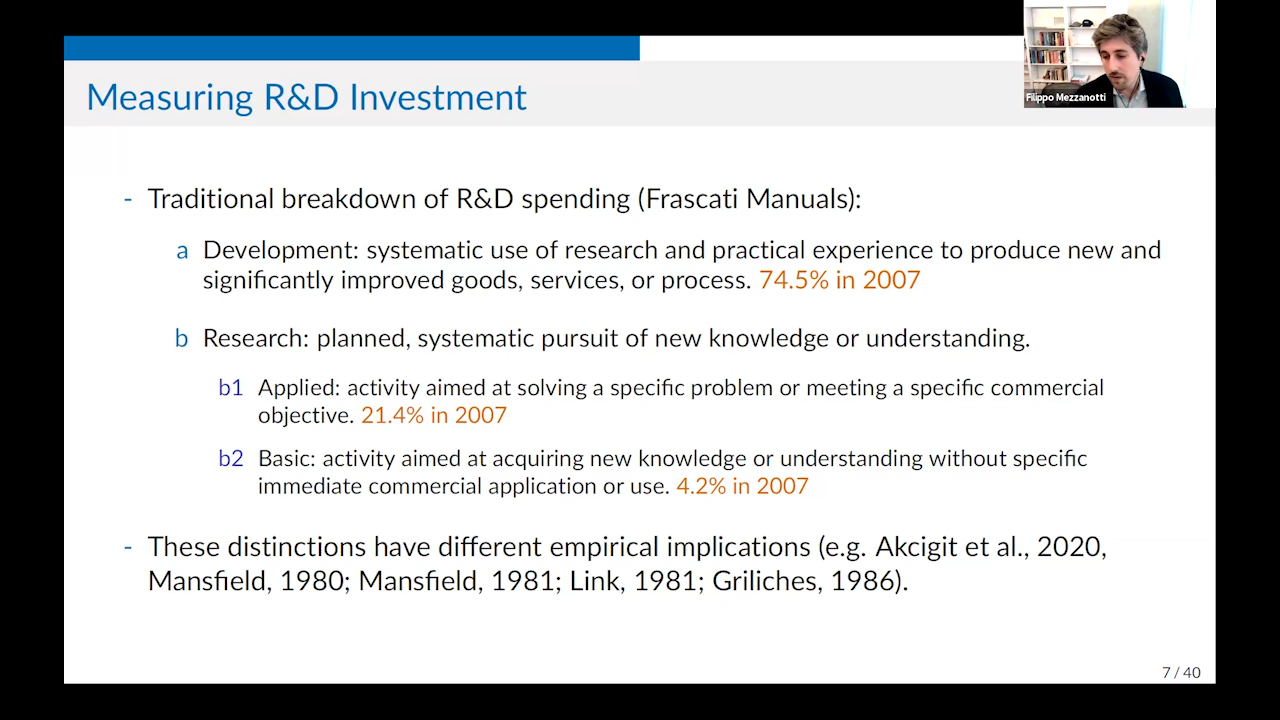 Filippo Mezzanotti
Measuring R&D Investment
- Traditional breakdown of R&D spending (Frascati Manuals):
a Development: systematic use of research and practical experience to produce new and
significantly improved goods, services, or process. 74.5% in 2007
b Research: planned, systematic pursuit of new knowledge or understanding.
b1 Applied: activity aimed at solving a specific problem or meeting a specific commercial
objective. 21.4% in 2007
b2 Basic: activity aimed at acquiring new knowledge or understanding without specific
immediate commercial application or use. 4.2% in 2007
- These distinctions have different empirical implications (e.g. Akcigit et al., 2020,
Mansfield, 1980; Mansfield, 1981; Link, 1981; Griliches, 1986).
7 / 40